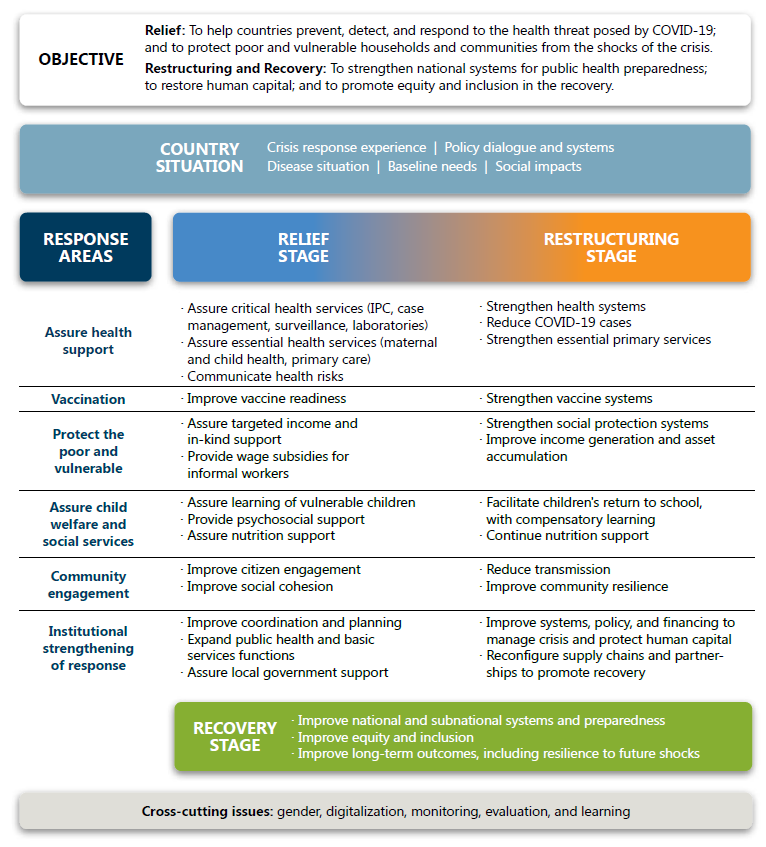 OBJECTIVE
Relief: To help countries prevent, detect, and respond to the health threat posed by COVID-19;
and to protect poor and vulnerable households and communities from the shocks of the crisis.
Restructuring and Recovery: To strengthen national systems for public health preparedness;
to restore human capital; and to promote equity and inclusion in the recovery.
COUNTRY
SITUATION
Crisis response experience | Policy dialogue and systems
Disease situation | Baseline needs | Social impacts
RESPONSE
AREAS
RELIEF
STAGE
RESTRUCTURING
STAGE
Assure health
support
· Assure critical health services (IPC, case
management, surveillance, laboratories)
· Assure essential health services (maternal
and child health, primary care)
· Communicate health risks
· Strengthen health systems
· Reduce COVID-19 cases
· Strengthen essential primary services
Vaccination
· Improve vaccine readiness
· Strengthen vaccine systems
Protect the
poor and
vulnerable
· Assure targeted income and
in-kind support
· Provide wage subsidies for
informal workers
· Strengthen social protection systems
· Improve income generation and asset
accumulation
Assure child
welfare and
social services
· Assure learning of vulnerable children
· Provide psychosocial support
· Assure nutrition support
· Facilitate children's return to school,
with compensatory learning
· Continue nutrition support
Community
engagement
· Improve citizen engagement
· Improve social cohesion
· Reduce transmission
· Improve community resilience
Institutional
strengthening
of response
· Improve coordination and planning
· Expand public health and basic
services functions
· Assure local government support
· Improve systems, policy, and financing to
manage crisis and protect human capital
· Reconfigure supply chains and partner-
ships to promote recovery
RECOVERY
STAGE
· Improve national and subnational systems and preparedness
· Improve equity and inclusion
· Improve long-term outcomes, including resilience to future shocks
Cross-cutting issues: gender, digitalization, monitoring, evaluation, and learning